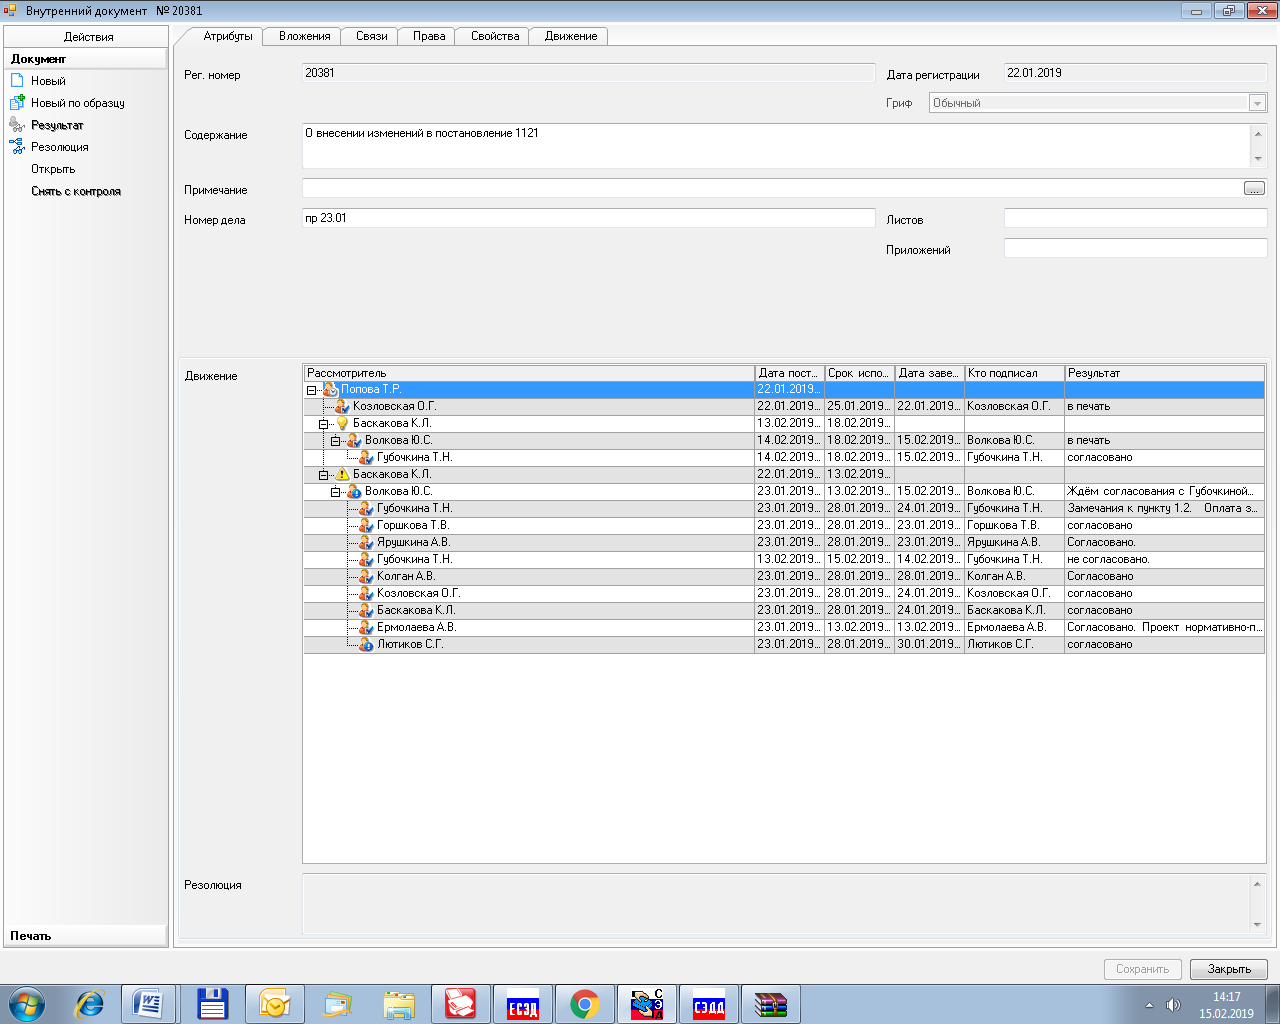 Внутренний документ № 20381
Действия
Документ
Новый
Новый по образцу
Результат
Резолюция
Открыть
Снять с контроля
Печать
Атрибуты Вложения Связи Права Свойства Движение
Рег. номер 20381 Дата регистрации 22.01.2019
Гриф Обычный
Содержание О внесении изменений в постановление 1121
Примечание ...
Номер дела пр 23.01 Листов
Приложений
Движение
Рассмотритель Дата пост... Срок испо... Дата заве... Кто подписал Результат
Попова Т.Р. 22.01.2019...
Козловская О.Г. 22.01.2019... 25.01.2019... 22.01.2019... Козловская О.Г. в печать
Баскакова К.Л. 13.02.2019... 18.02.2019...
Волкова Ю.С. 14.02.2019... 18.02.2019... 15.02.2019... Волкова Ю.С. в печать
Губочкина Т.Н. 14.02.2019... 18.02.2019... 15.02.2019... Губочкина Т.Н. согласовано
Баскакова К.Л. 22.01.2019... 13.02.2019...
Волкова Ю.С. 23.01.2019... 13.02.2019... 15.02.2019... Волкова Ю.С. Ждём согласования с Губочкиной...
Губочкина Т.Н. 23.01.2019... 28.01.2019... 24.01.2019... Губочкина Т.Н. Замечания к пункту 1.2. Оплата з...
Горшкова Т.В. 23.01.2019... 28.01.2019... 23.01.2019... Горшкова Т.В. согласовано
Ярушкина А.В. 23.01.2019... 28.01.2019... 23.01.2019... Ярушкина А.В. Согласовано.
Губочкина Т.Н. 13.02.2019... 15.02.2019... 14.02.2019... Губочкина Т.Н. не согласовано.
Колган А.В. 23.01.2019... 28.01.2019... 28.01.2019... Колган А.В. Согласовано
Козловская О.Г. 23.01.2019... 28.01.2019... 24.01.2019... Козловская О.Г. согласовано
Баскакова К.Л. 23.01.2019... 28.01.2019... 24.01.2019... Баскакова К.Л. согласовано
Ермолаева А.В. 23.01.2019... 13.02.2019... 13.02.2019... Ермолаева А.В. Согласовано. Проект нормативно-п...
Лютиков С.Г. 23.01.2019... 28.01.2019... 30.01.2019... Лютиков С.Г. согласовано
Резолюция
Сохранить Закрыть
ЕСЭД СЭД СЭДД
14:17
15.02.2019